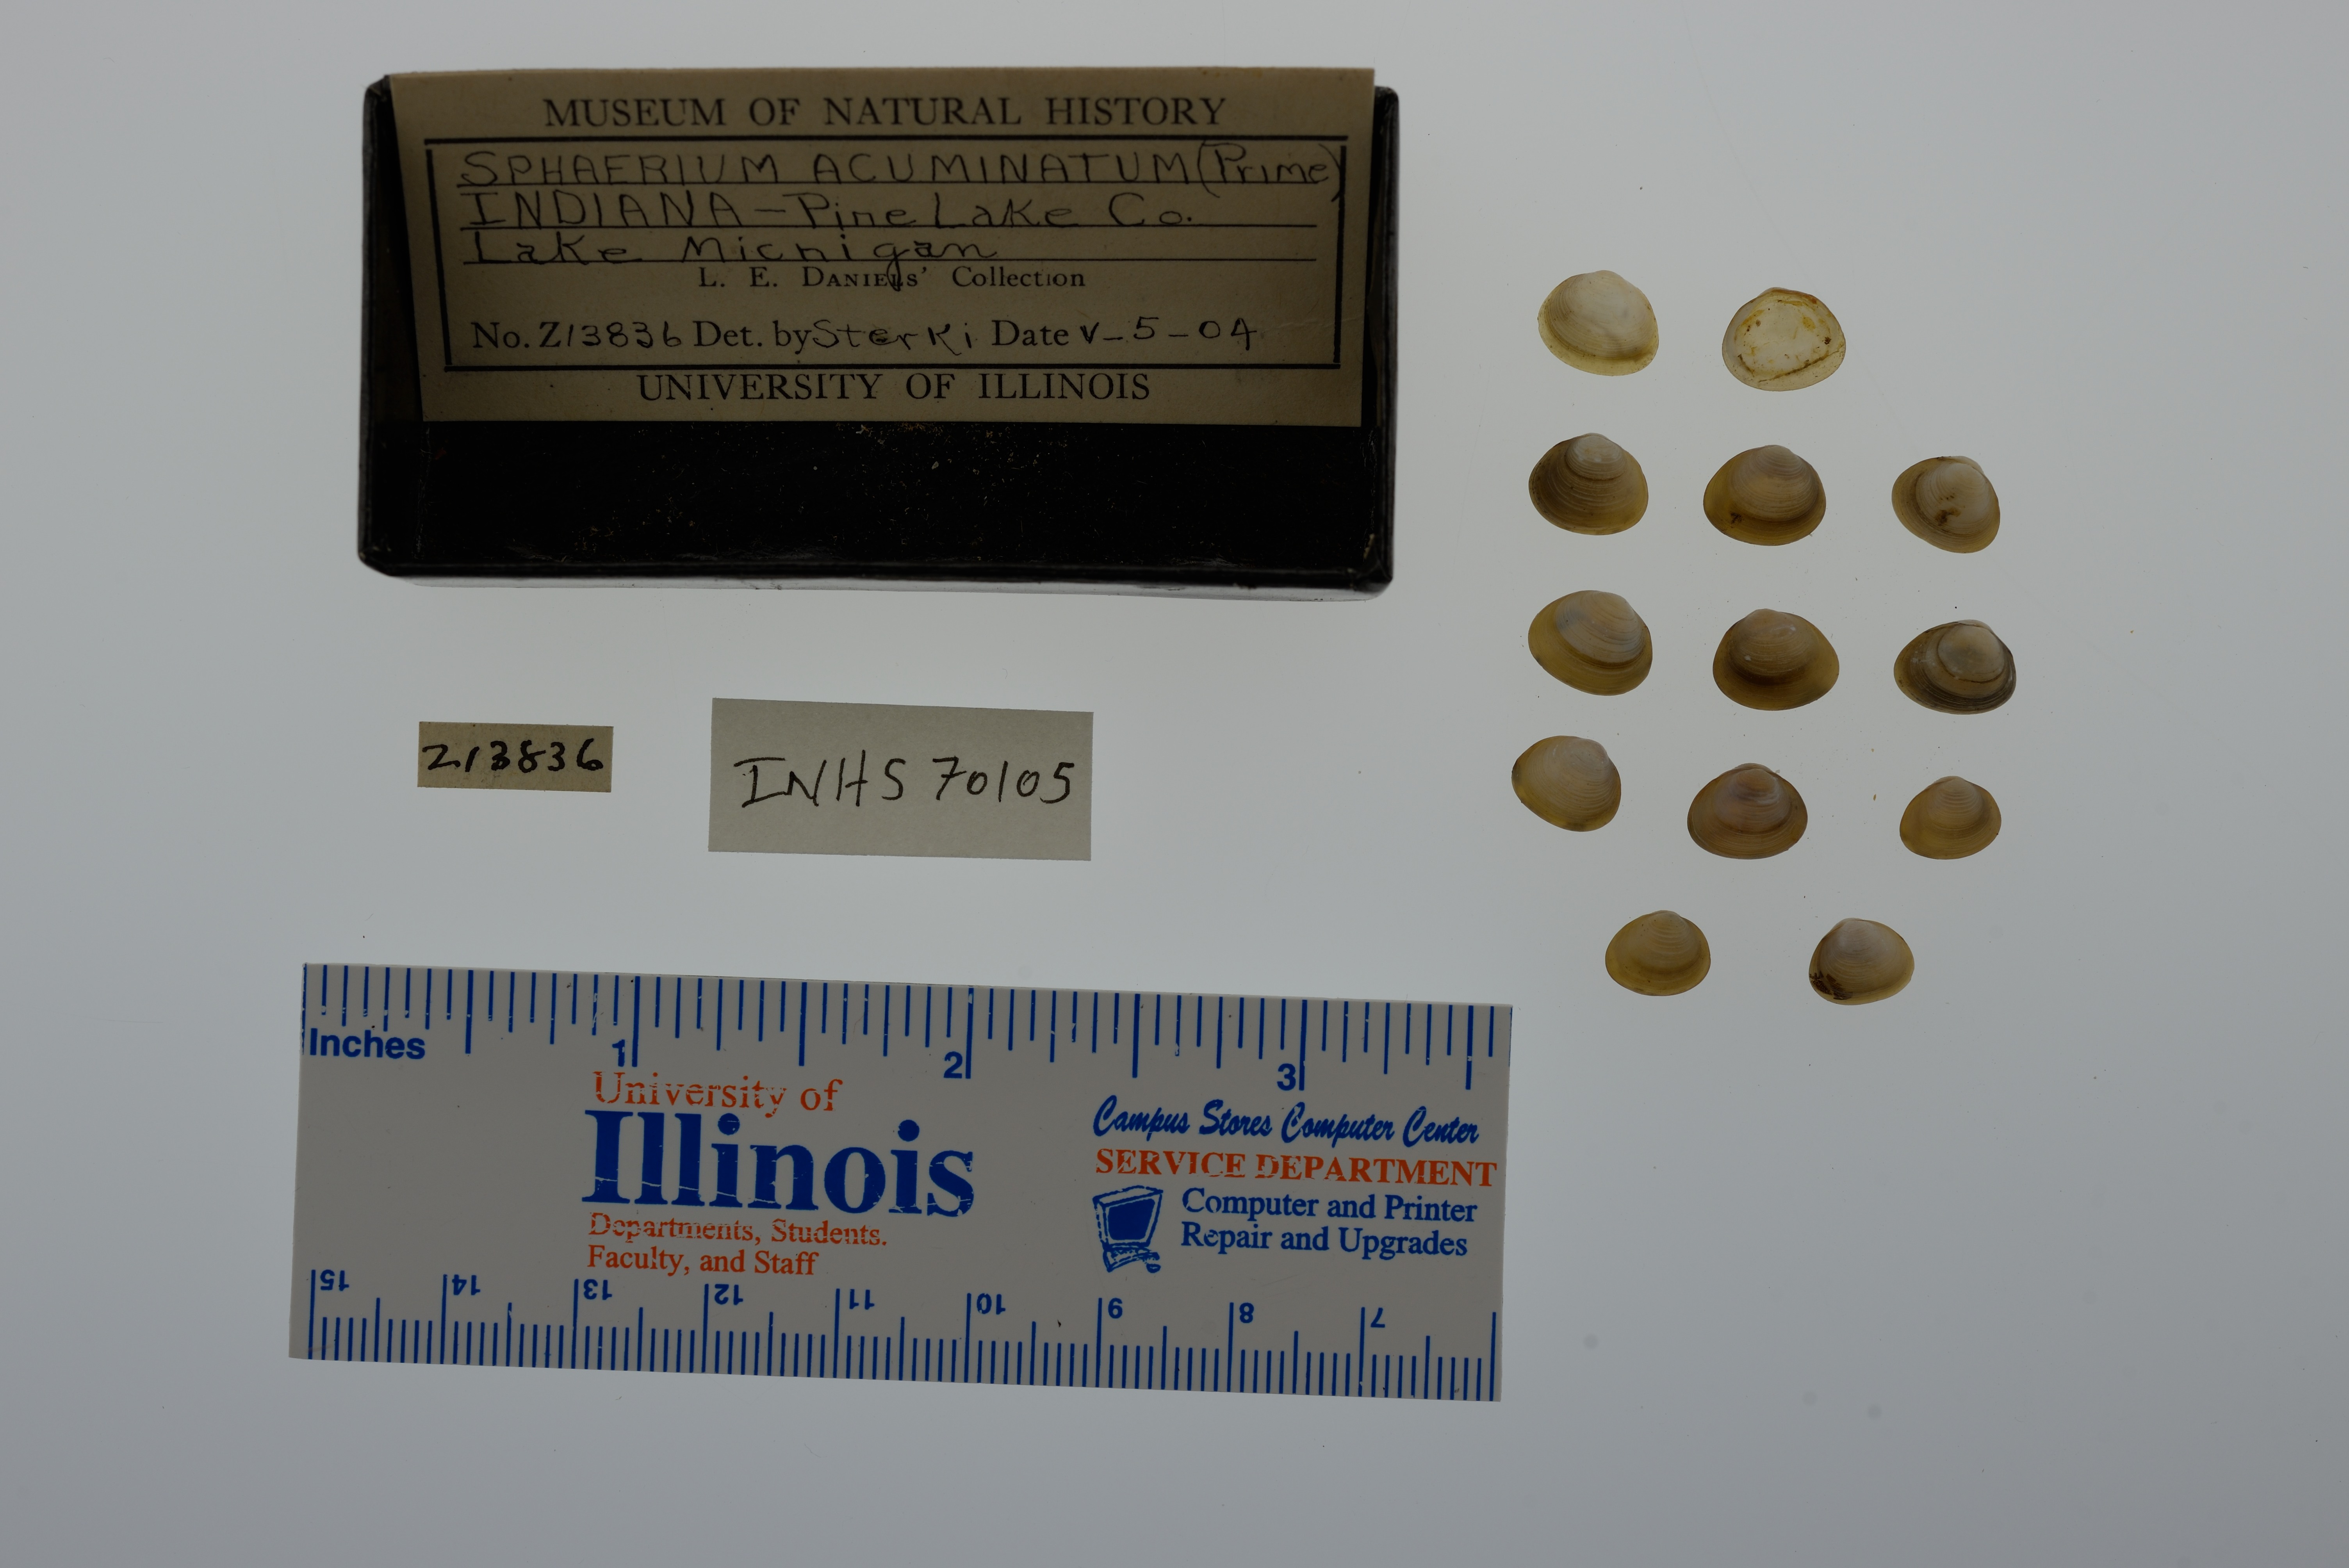 MUSEUM OF NATURAL HISTORY
SPHAERIUM ACUMINATUM (Prime)
INDIANA - Pine Lake Co.
Lake Michigan
L. E. DANIELS' Collection
No. Z13836 Det. by Sterki Date V-5-04
UNIVERSITY OF ILLINOIS
Z13836
INHS 70105
Inches 1 2 3
University of
Illinois
Departments, Students.
Faculty, and Staff
Campus Stores Computer Center
SERVICE DEPARTMENT
Computer and Printer
Repair and Upgrades
15 14 13 12 11 10 9 8 7